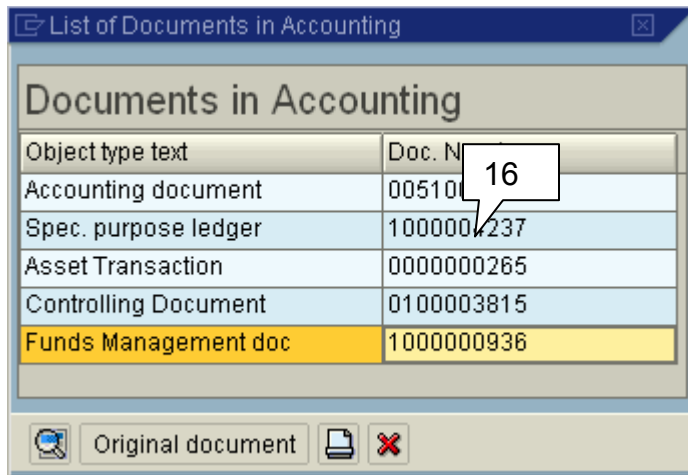 List of Documents in Accounting
Documents in Accounting
Object type text Doc.
16
Accounting document
Spec. purpose ledger
Asset Transaction 0000000265
Controlling Document 0100003815
Funds Management doc 1000000936
Original document